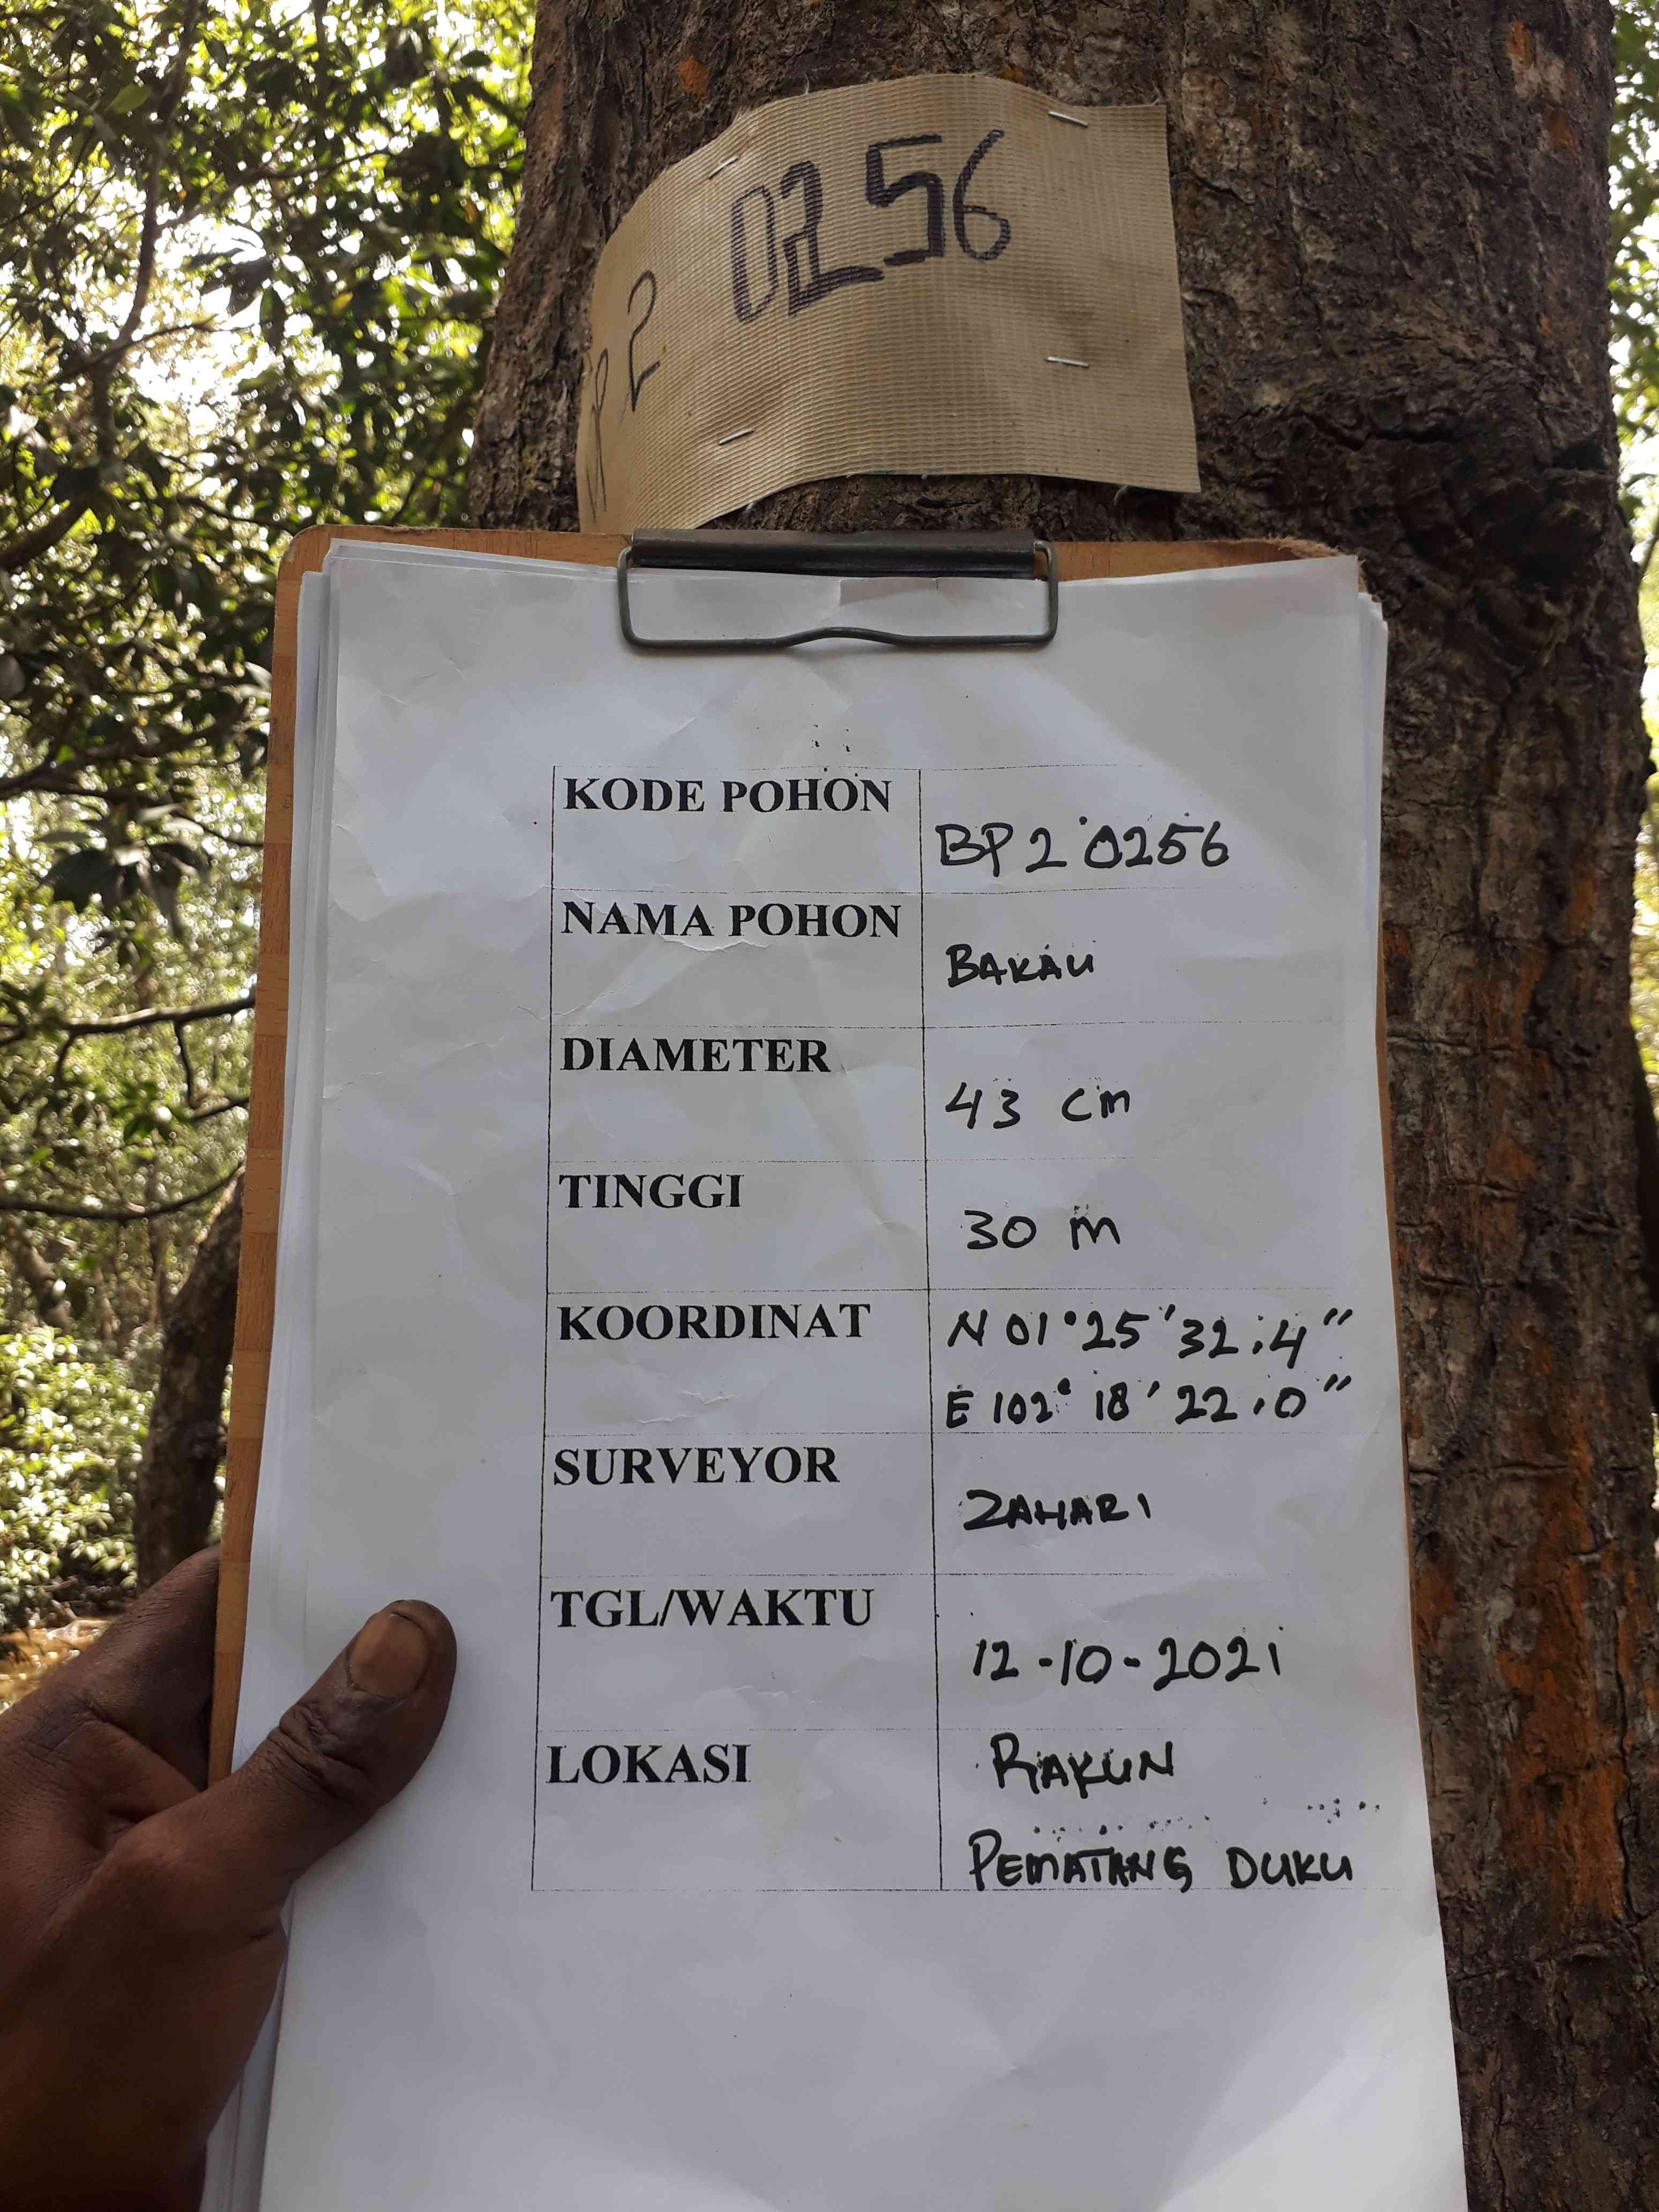 0256
P 2
KODE POHON
BP 2 0256
NAMA POHON
BAKAU
DIAMETER
43 cm
TINGGI
30 m
KOORDINAT
N 01° 25' 32.4"
E 102° 18' 22.0"
SURVEYOR
ZAHARI
TGL/WAKTU
12-10-2021
LOKASI
RAKUN
PEMATANG DUKU